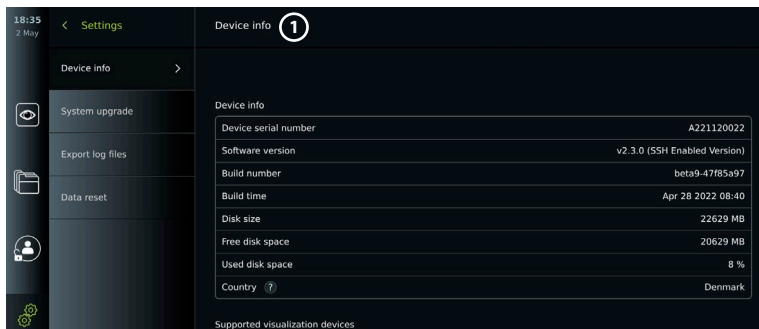 18:35
2 May
< Settings
Device info 1
Device info >
System upgrade
Export log files
Data reset
Device info
Device serial number A221120022
Software version v2.3.0 (SSH Enabled Version)
Build number beta9-47f85a97
Build time Apr 28 2022 08:40
Disk size 22629 MB
Free disk space 20629 MB
Used disk space 8 %
Country ? Denmark
Supported visualization devices